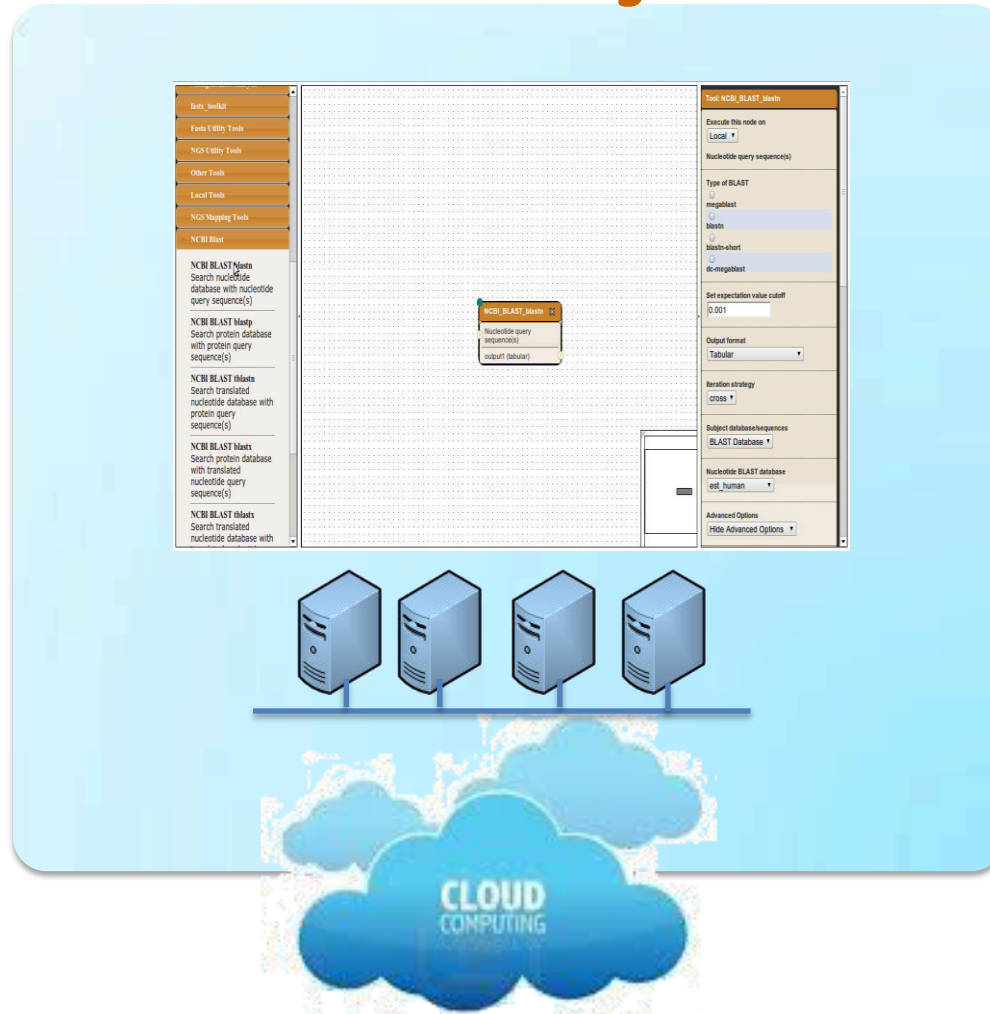 fastx_toolkit
Fasta Utility Tools
NGS Utility Tools
Other Tools
Local Tools
NGS Mapping Tools
NCBI Blast
NCBI BLAST blastn
Search nucleotide
database with nucleotide
query sequence(s)
NCBI BLAST blastp
Search protein database
with protein query
sequence(s)
NCBI BLAST tblastn
Search translated
nucleotide database with
protein query
sequence(s)
NCBI BLAST blastx
Search protein database
with translated
nucleotide query
sequence(s)
NCBI BLAST tblastx
Search translated
nucleotide database with
NCBI_BLAST_blastn
Nucleotide query
sequence(s)
output1 (tabular)
Tool: NCBI_BLAST_blastn
Execute this node on
Local
Nucleotide query sequence(s)
Type of BLAST
megablast
blastn
blastn-short
dc-megablast
Set expectation value cutoff
0.001
Output format
Tabular
Iteration strategy
cross
Subject database/sequences
BLAST Database
Nucleotide BLAST database
est_human
Advanced Options
Hide Advanced Options
CLOUD
COMPUTING